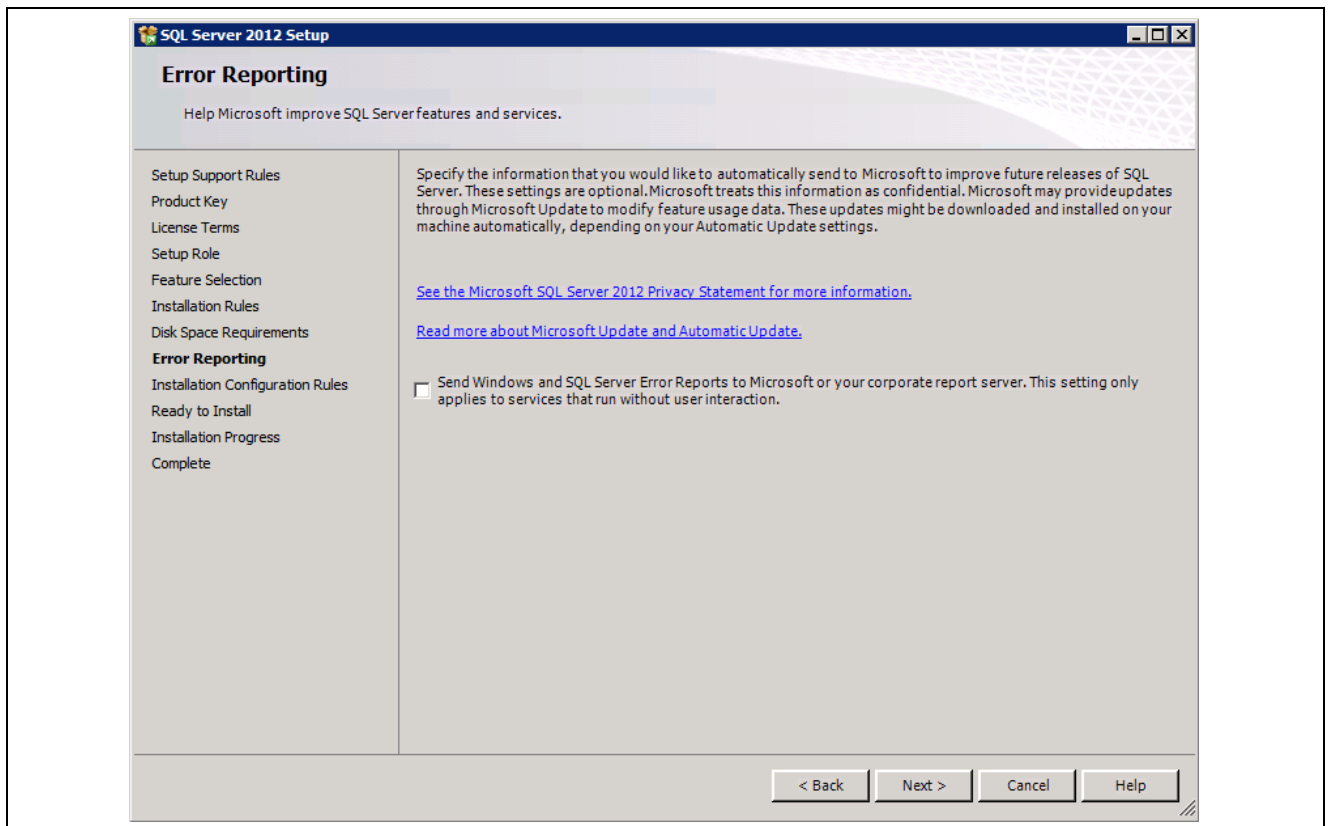 SQL Server 2012 Setup
Error Reporting
Help Microsoft improve SQL Server features and services.
Setup Support Rules
Product Key
License Terms
Setup Role
Feature Selection
Installation Rules
Disk Space Requirements
Error Reporting
Installation Configuration Rules
Ready to Install
Installation Progress
Complete
Specify the information that you would like to automatically send to Microsoft to improve future releases of SQL
Server. These settings are optional. Microsoft treats this information as confidential. Microsoft may provide updates
through Microsoft Update to modify feature usage data. These updates might be downloaded and installed on your
machine automatically, depending on your Automatic Update settings.
See the Microsoft SQL Server 2012 Privacy Statement for more information.
Read more about Microsoft Update and Automatic Update.
Send Windows and SQL Server Error Reports to Microsoft or your corporate report server. This setting only
applies to services that run without user interaction.
< Back
Next >
Cancel
Help